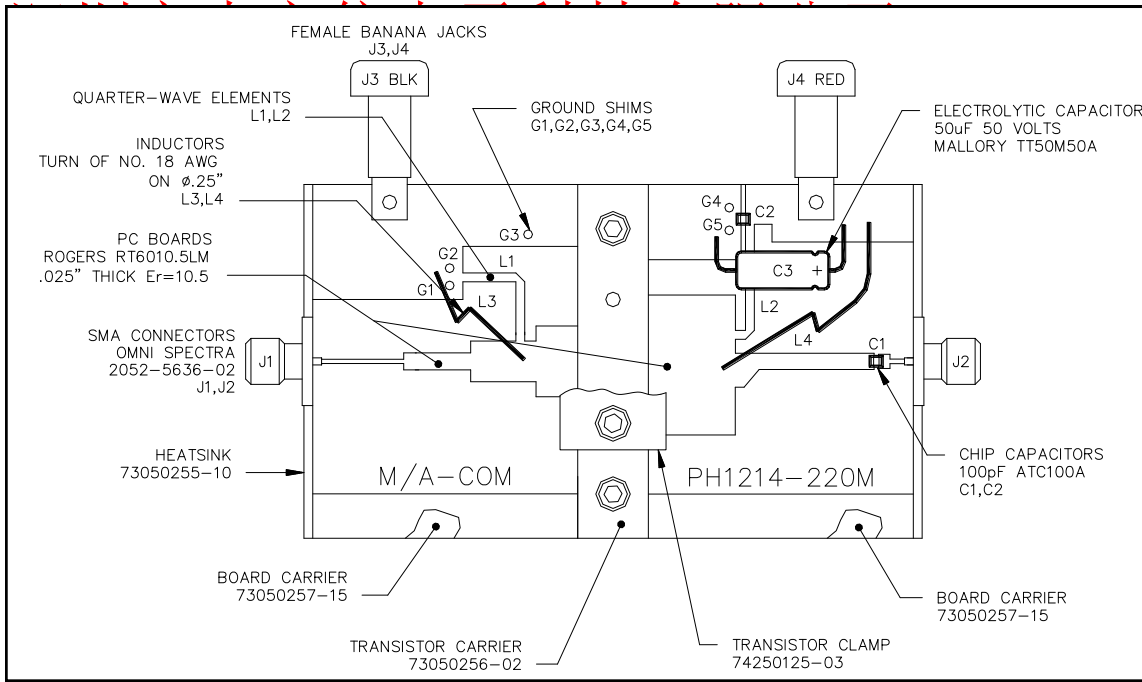 FEMALE BANANA JACKS
J3,J4
J3 BLK
J4 RED
QUARTER-WAVE ELEMENTS
L1,L2
GROUND SHIMS
G1,G2,G3,G4,G5
ELECTROLYTIC CAPACITOR
50uF 50 VOLTS
MALLORY TT50M50A
INDUCTORS
TURN OF NO. 18 AWG
ON ø.25"
L3,L4
PC BOARDS
ROGERS RT6010.5LM
.025" THICK Er=10.5
G4
C2
G5
G3
G2
L1
G1
L3
C3
+
L2
L4
C1
SMA CONNECTORS
OMNI SPECTRA
2052-5636-02
J1,J2
J1
J2
HEATSINK
73050255-10
M/A-COM
PH1214-220M
CHIP CAPACITORS
100pF ATC100A
C1,C2
BOARD CARRIER
73050257-15
BOARD CARRIER
73050257-15
TRANSISTOR CARRIER
73050256-02
TRANSISTOR CLAMP
74250125-03